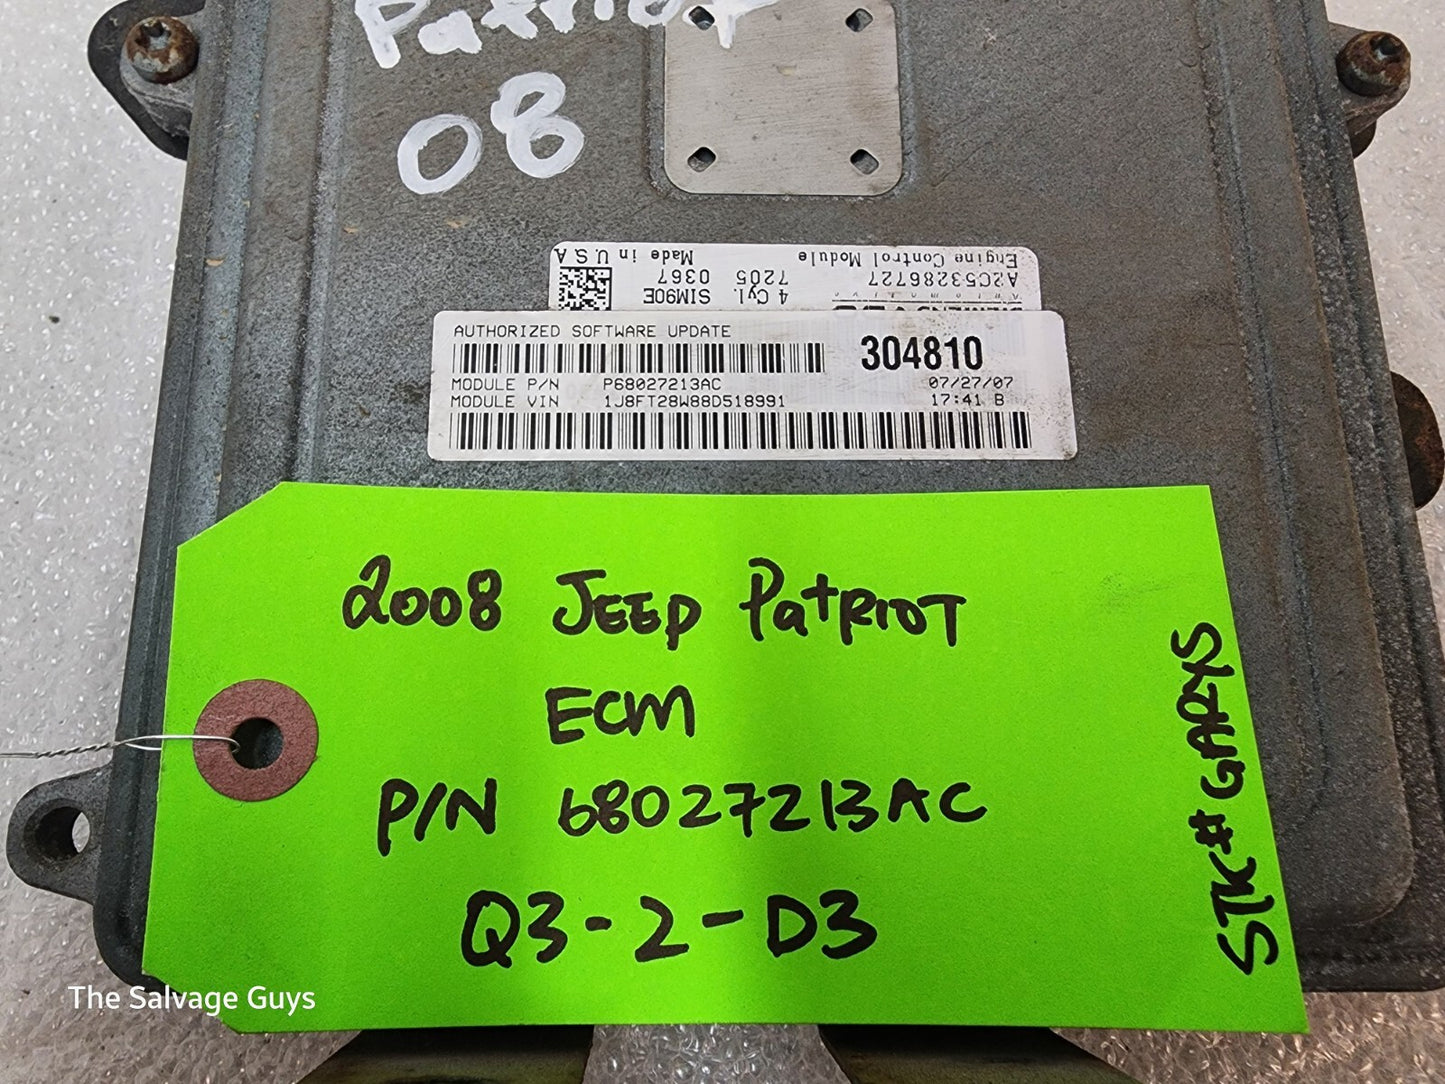 Patriot
08
Engine Control Module Made in U.S.A
A2C53286727 7205 0367
4 Cyl. SIM90E
AUTHORIZED SOFTWARE UPDATE
304810
MODULE P/N P68027213AC 07/27/07
MODULE VIN 1J8FT28W88D518991 17:41 B
2008 JEEP PatRIOT
ECM
P/N 68027213AC
Q3-2-D3
STK# GARYS
The Salvage Guys